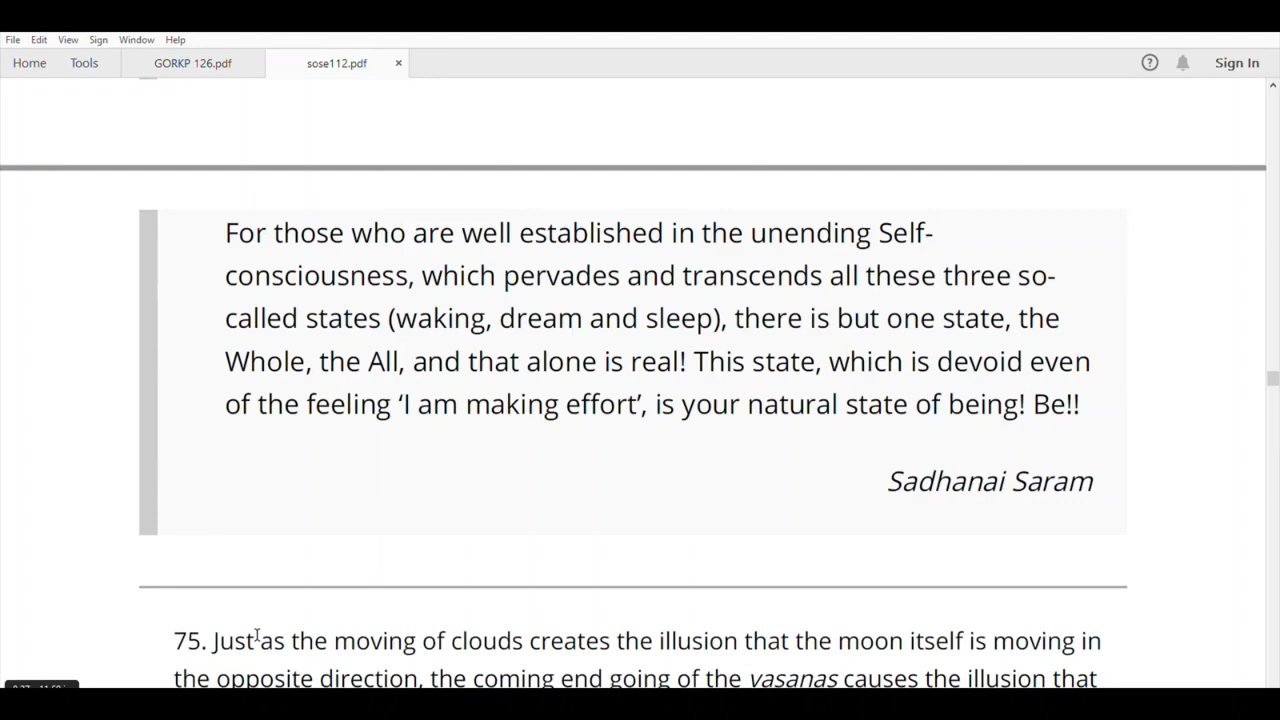 File Edit View Sign Window Help
Home Tools GORKP 126.pdf sose112.pdf × ? Sign In
For those who are well established in the unending Self-
consciousness, which pervades and transcends all these three so-
called states (waking, dream and sleep), there is but one state, the
Whole, the All, and that alone is real! This state, which is devoid even
of the feeling ‘I am making effort’, is your natural state of being! Be!!
Sadhanai Saram
75. Just as the moving of clouds creates the illusion that the moon itself is moving in
the opposite direction, the coming end going of the vasanas causes the illusion that